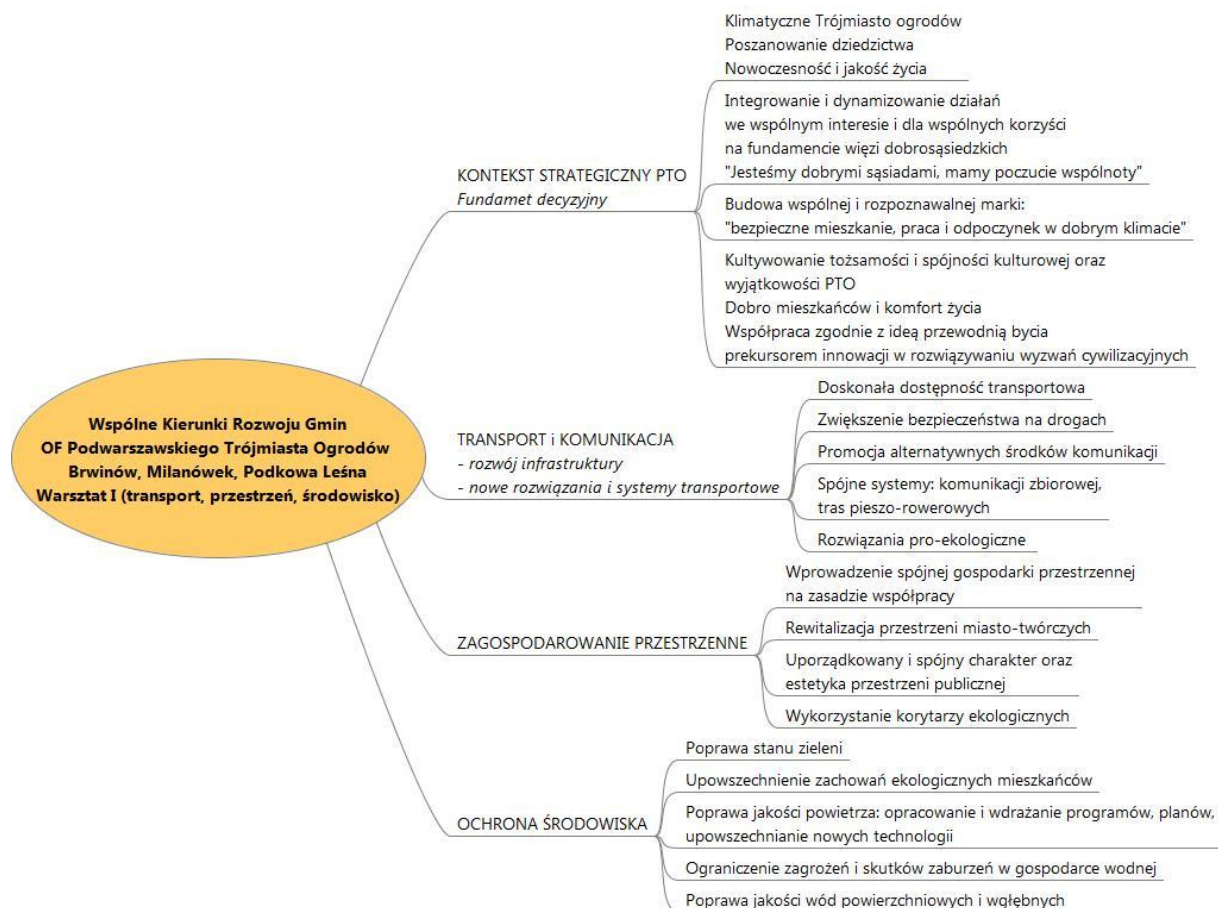 Wspólne Kierunki Rozwoju Gmin
OF Podwarszawskiego Trójmiasta Ogrodów
Brwinów, Milanówek, Podkowa Leśna
Warsztat I (transport, przestrzeń, środowisko)
KONTEKST STRATEGICZNY PTO
Fundamet decyzyjny
Klimatyczne Trójmiasto ogrodów
Poszanowanie dziedzictwa
Nowoczesność i jakość życia
Integrowanie i dynamizowanie działań
we wspólnym interesie i dla wspólnych korzyści
na fundamencie więzi dobrosąsiedzkich
"Jesteśmy dobrymi sąsiadami, mamy poczucie wspólnoty"
Budowa wspólnej i rozpoznawalnej marki:
"bezpieczne mieszkanie, praca i odpoczynek w dobrym klimacie"
Kultywowanie tożsamości i spójności kulturowej oraz
wyjątkowości PTO
Dobro mieszkańców i komfort życia
Współpraca zgodnie z ideą przewodnią bycia
prekursorem innowacji w rozwiązywaniu wyzwań cywilizacyjnych
TRANSPORT i KOMUNIKACJA
- rozwój infrastruktury
- nowe rozwiązania i systemy transportowe
Doskonała dostępność transportowa
Zwiększenie bezpieczeństwa na drogach
Promocja alternatywnych środków komunikacji
Spójne systemy: komunikacji zbiorowej,
tras pieszo-rowerowych
Rozwiązania pro-ekologiczne
ZAGOSPODAROWANIE PRZESTRZENNE
Wprowadzenie spójnej gospodarki przestrzennej
na zasadzie współpracy
Rewitalizacja przestrzeni miasto-twórczych
Uporządkowany i spójny charakter oraz
estetyka przestrzeni publicznej
Wykorzystanie korytarzy ekologicznych
OCHRONA ŚRODOWISKA
Poprawa stanu zieleni
Upowszechnienie zachowań ekologicznych mieszkańców
Poprawa jakości powietrza: opracowanie i wdrażanie programów, planów,
upowszechnianie nowych technologii
Ograniczenie zagrożeń i skutków zaburzeń w gospodarce wodnej
Poprawa jakości wód powierzchniowych i wgłębnych